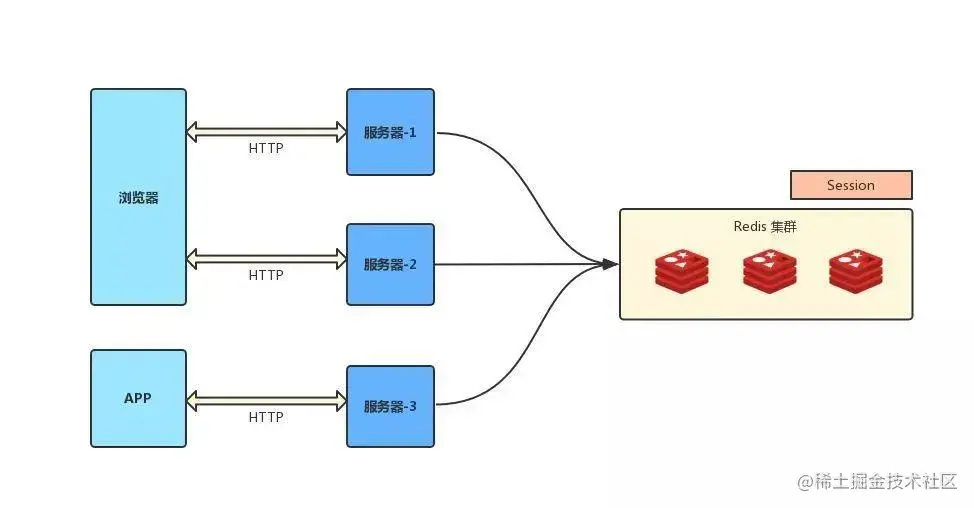 浏览器
HTTP
服务器-1
HTTP
服务器-2
APP
HTTP
服务器-3
Session
Redis 集群
@稀土掘金技术社区